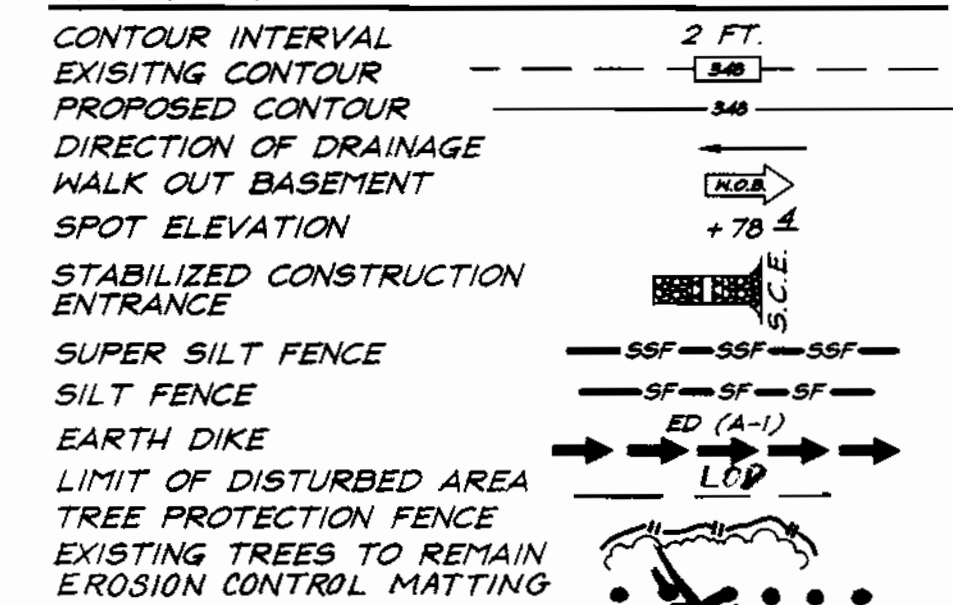 CONTOUR INTERVAL 2 FT.
EXISITNG CONTOUR 348
PROPOSED CONTOUR 348
DIRECTION OF DRAINAGE
WALK OUT BASEMENT W.O.B.
SPOT ELEVATION + 78 4
STABILIZED CONSTRUCTION
ENTRANCE
S.C.E.
SUPER SILT FENCE SSF SSF SSF
SILT FENCE SF SF SF
ED (A-1)
EARTH DIKE
LIMIT OF DISTURBED AREA LOD
TREE PROTECTION FENCE
EXISTING TREES TO REMAIN
EROSION CONTROL MATTING